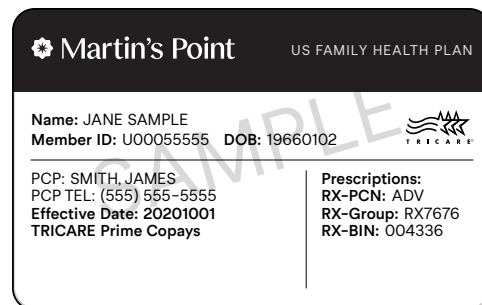 Martin's Point
US FAMILY HEALTH PLAN
SAMPLE
Name: JANE SAMPLE
Member ID: U00055555 DOB: 19660102
TRICARE
PCP: SMITH, JAMES
PCP TEL: (555) 555-5555
Effective Date: 20201001
TRICARE Prime Copays
Prescriptions:
RX-PCN: ADV
RX-Group: RX7676
RX-BIN: 004336